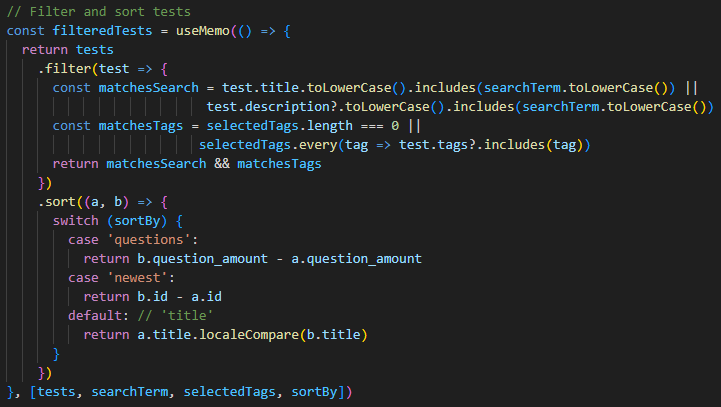 // Filter and sort tests
const filteredTests = useMemo(() => {
  return tests
    .filter(test => {
      const matchesSearch = test.title.toLowerCase().includes(searchTerm.toLowerCase()) ||
                          test.description?.toLowerCase().includes(searchTerm.toLowerCase())
      const matchesTags = selectedTags.length === 0 ||
                         selectedTags.every(tag => test.tags?.includes(tag))
      return matchesSearch && matchesTags
    })
    .sort((a, b) => {
      switch (sortBy) {
        case 'questions':
          return b.question_amount - a.question_amount
        case 'newest':
          return b.id - a.id
        default: // 'title'
          return a.title.localeCompare(b.title)
      }
    })
}, [tests, searchTerm, selectedTags, sortBy])